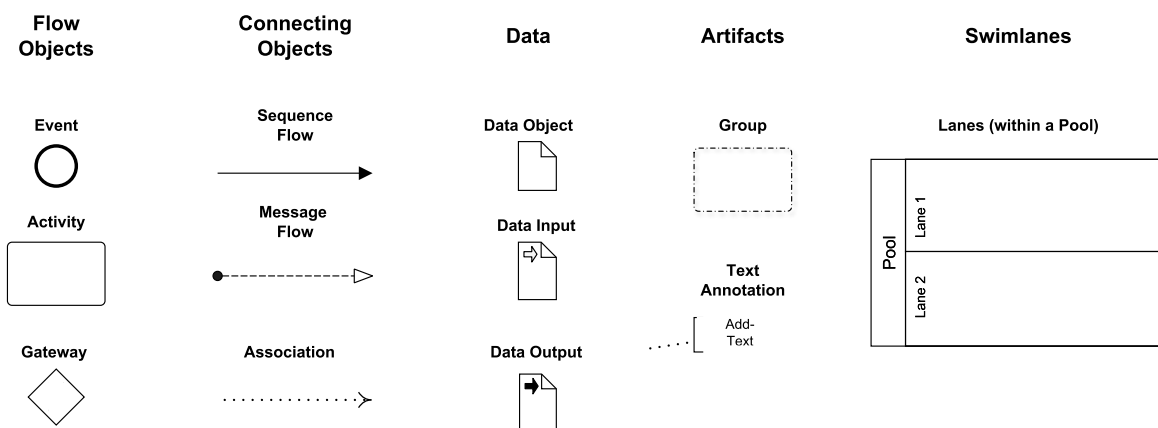 Flow
Objects
Connecting
Objects
Data
Artifacts
Swimlanes
Event
Sequence
Flow
Data Object
Group
Lanes (within a Pool)
Activity
Message
Flow
Data Input
Text
Annotation
Add-
Text
Pool
Lane 1
Lane 2
Gateway
Association
Data Output